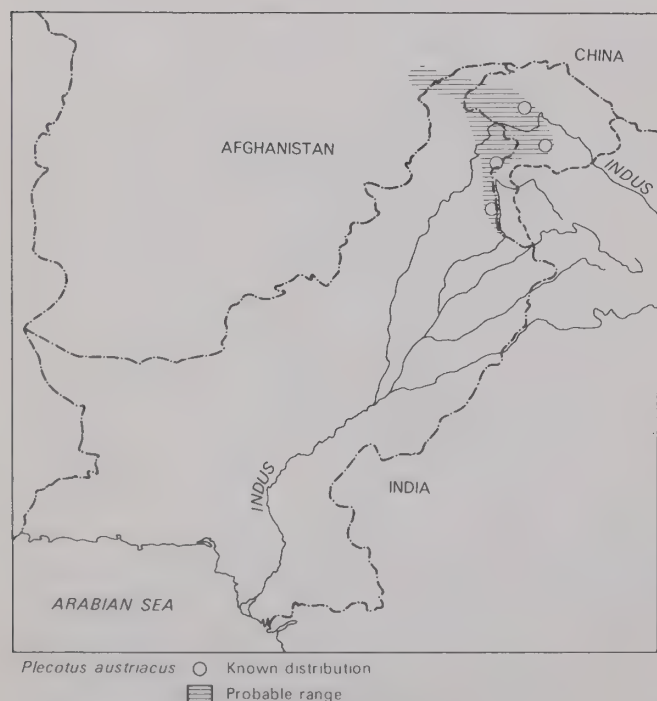 CHINA
AFGHANISTAN
INDUS
INDUS
INDIA
ARABIAN SEA
Plecotus austriacus Known distribution
Probable range